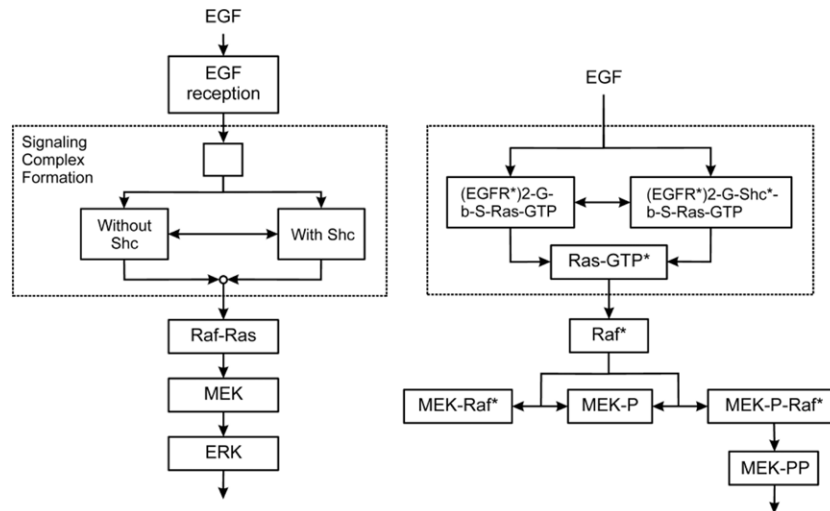 EGF
EGF
reception
Signaling
Complex
Formation
Without
Shc
With Shc
Raf-Ras
MEK
ERK
EGF
(EGFR*)2-G-
b-S-Ras-GTP
(EGFR*)2-G-Shc*-
b-S-Ras-GTP
Ras-GTP*
Raf*
MEK-Raf*
MEK-P
MEK-P-Raf*
MEK-PP